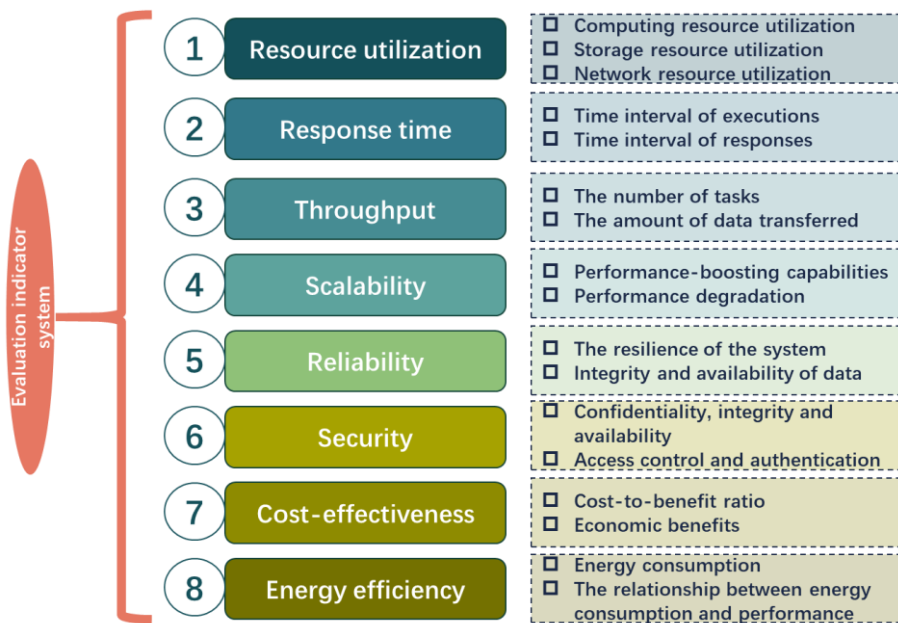 Evaluation indicator
system
1
Resource utilization
Computing resource utilization
Storage resource utilization
Network resource utilization
2
Response time
Time interval of executions
Time interval of responses
3
Throughput
The number of tasks
The amount of data transferred
4
Scalability
Performance-boosting capabilities
Performance degradation
5
Reliability
The resilience of the system
Integrity and availability of data
6
Security
Confidentiality, integrity and
availability
Access control and authentication
7
Cost-effectiveness
Cost-to-benefit ratio
Economic benefits
8
Energy efficiency
Energy consumption
The relationship between energy
consumption and performance